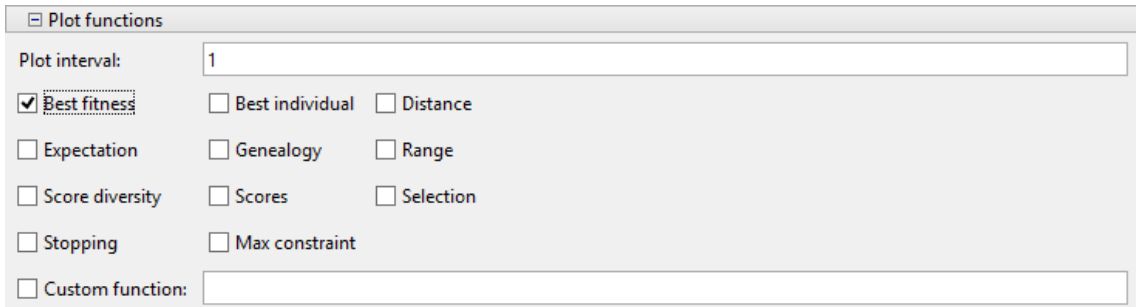 Plot functions
Plot interval: 1
Best fitness Best individual Distance
Expectation Genealogy Range
Score diversity Scores Selection
Stopping Max constraint
Custom function: